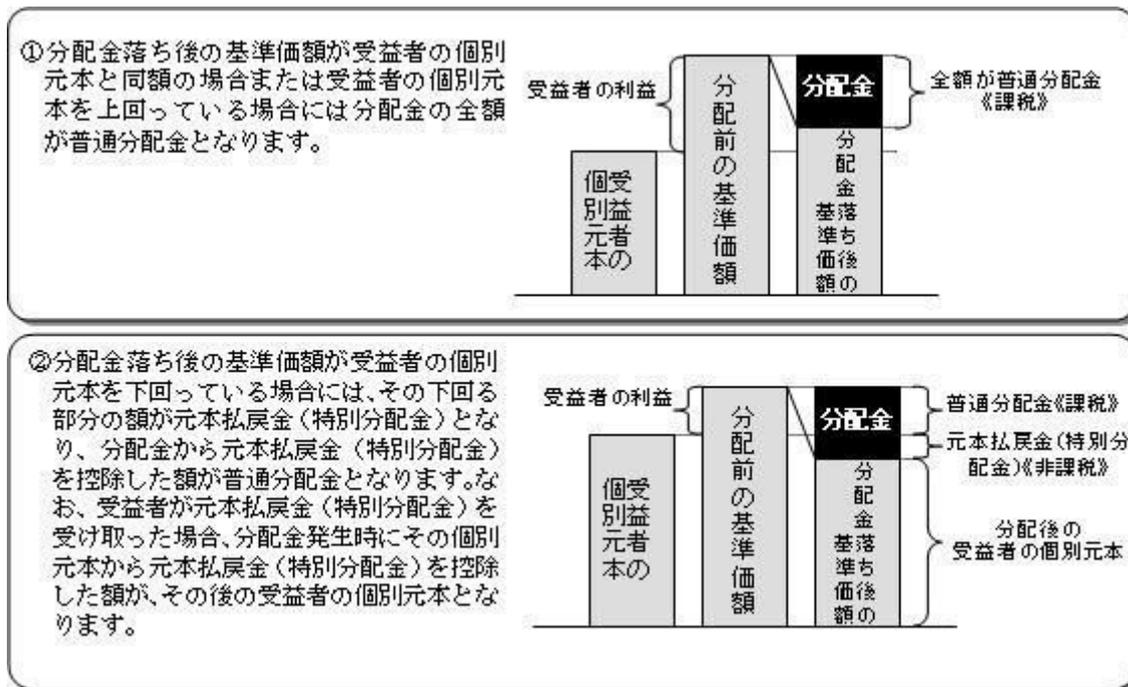 ①分配金落ち後の基準価額が受益者の個別
元本と同額の場合または受益者の個別元
本を上回っている場合には分配金の全額
が普通分配金となります。
受益者の利益
受益者の
個別元本
分配前の基準価額
分配金
分配金落ち後の
基準価額
全額が普通分配金
《課税》
②分配金落ち後の基準価額が受益者の個別
元本を下回っている場合には、その下回る
部分の額が元本払戻金(特別分配金)とな
り、分配金から元本払戻金(特別分配金)
を控除した額が普通分配金となります。な
お、受益者が元本払戻金(特別分配金)を
受け取った場合、分配金発生時にその個別
元本から元本払戻金(特別分配金)を控除
した額が、その後の受益者の個別元本とな
ります。
受益者の利益
受益者の
個別元本
分配前の基準価額
分配金
分配金落ち後の
基準価額
普通分配金《課税》
元本払戻金(特別分
配金)《非課税》
分配後の
受益者の個別元本